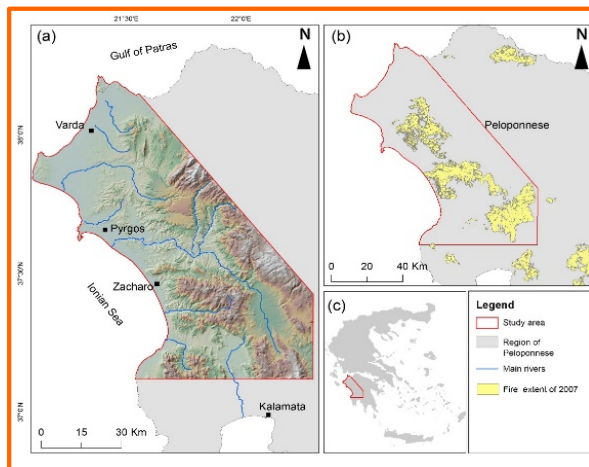 21°30'E
22°0'E
(a)
Gulf of Patras
N
Varda
Pyrgos
Zacharo
Ionian Sea
Kalamata
0 15 30 Km
38°0'N
37°30'N
37°0'N
(b)
N
Peloponnese
0 20 40 Km
(c)
Legend
Study area
Region of
Peloponnese
Main rivers
Fire extent of 2007